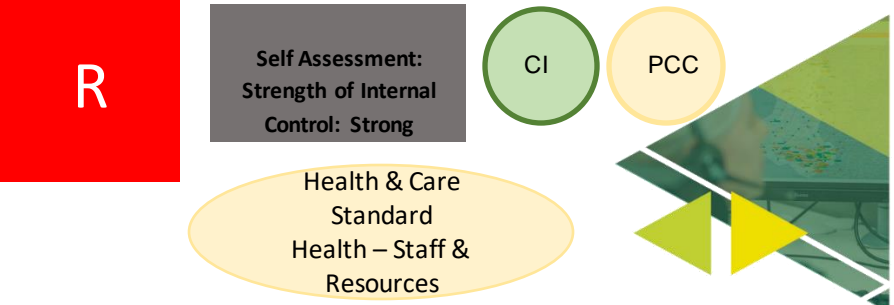 R
Self Assessment:
Strength of Internal
Control: Strong
CI
PCC
Health & Care
Standard
Health – Staff &
Resources